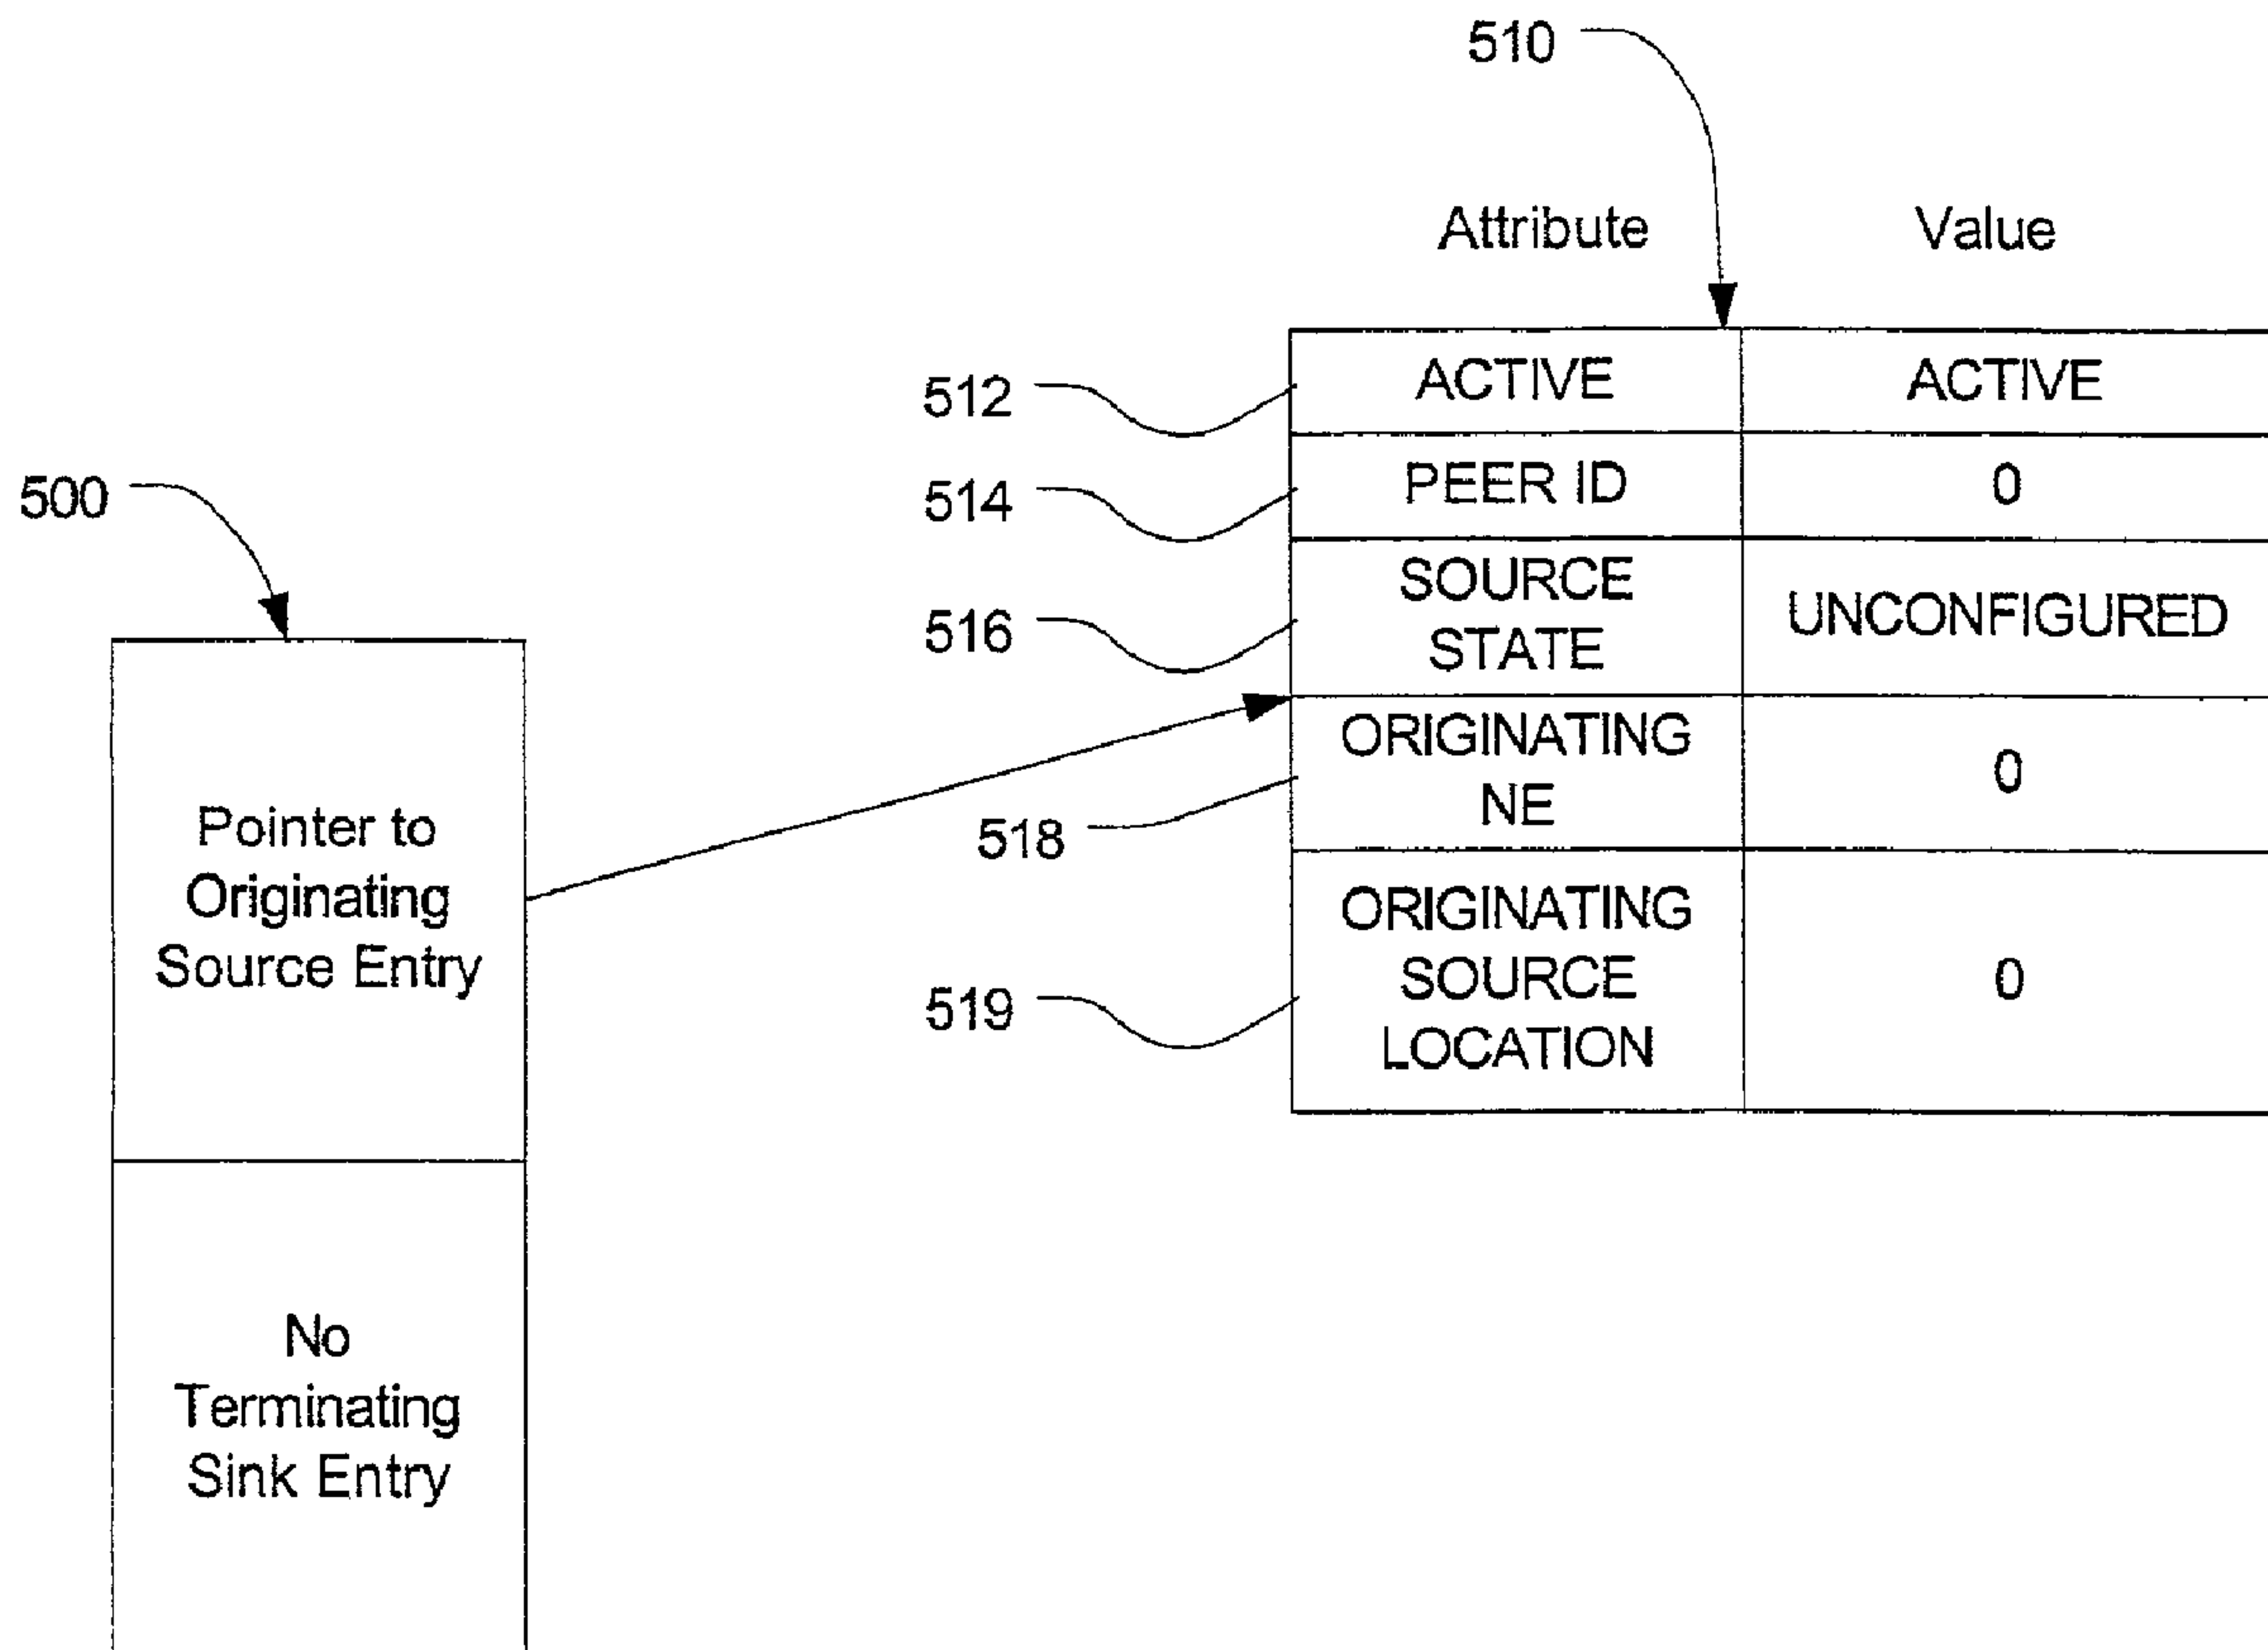 510
Attribute Value
512 ACTIVE ACTIVE
514 PEER ID 0
500
516 SOURCE
STATE UNCONFIGURED
518 ORIGINATING
NE 0
Pointer to
Originating
Source Entry
519 ORIGINATING
SOURCE
LOCATION 0
No
Terminating
Sink Entry